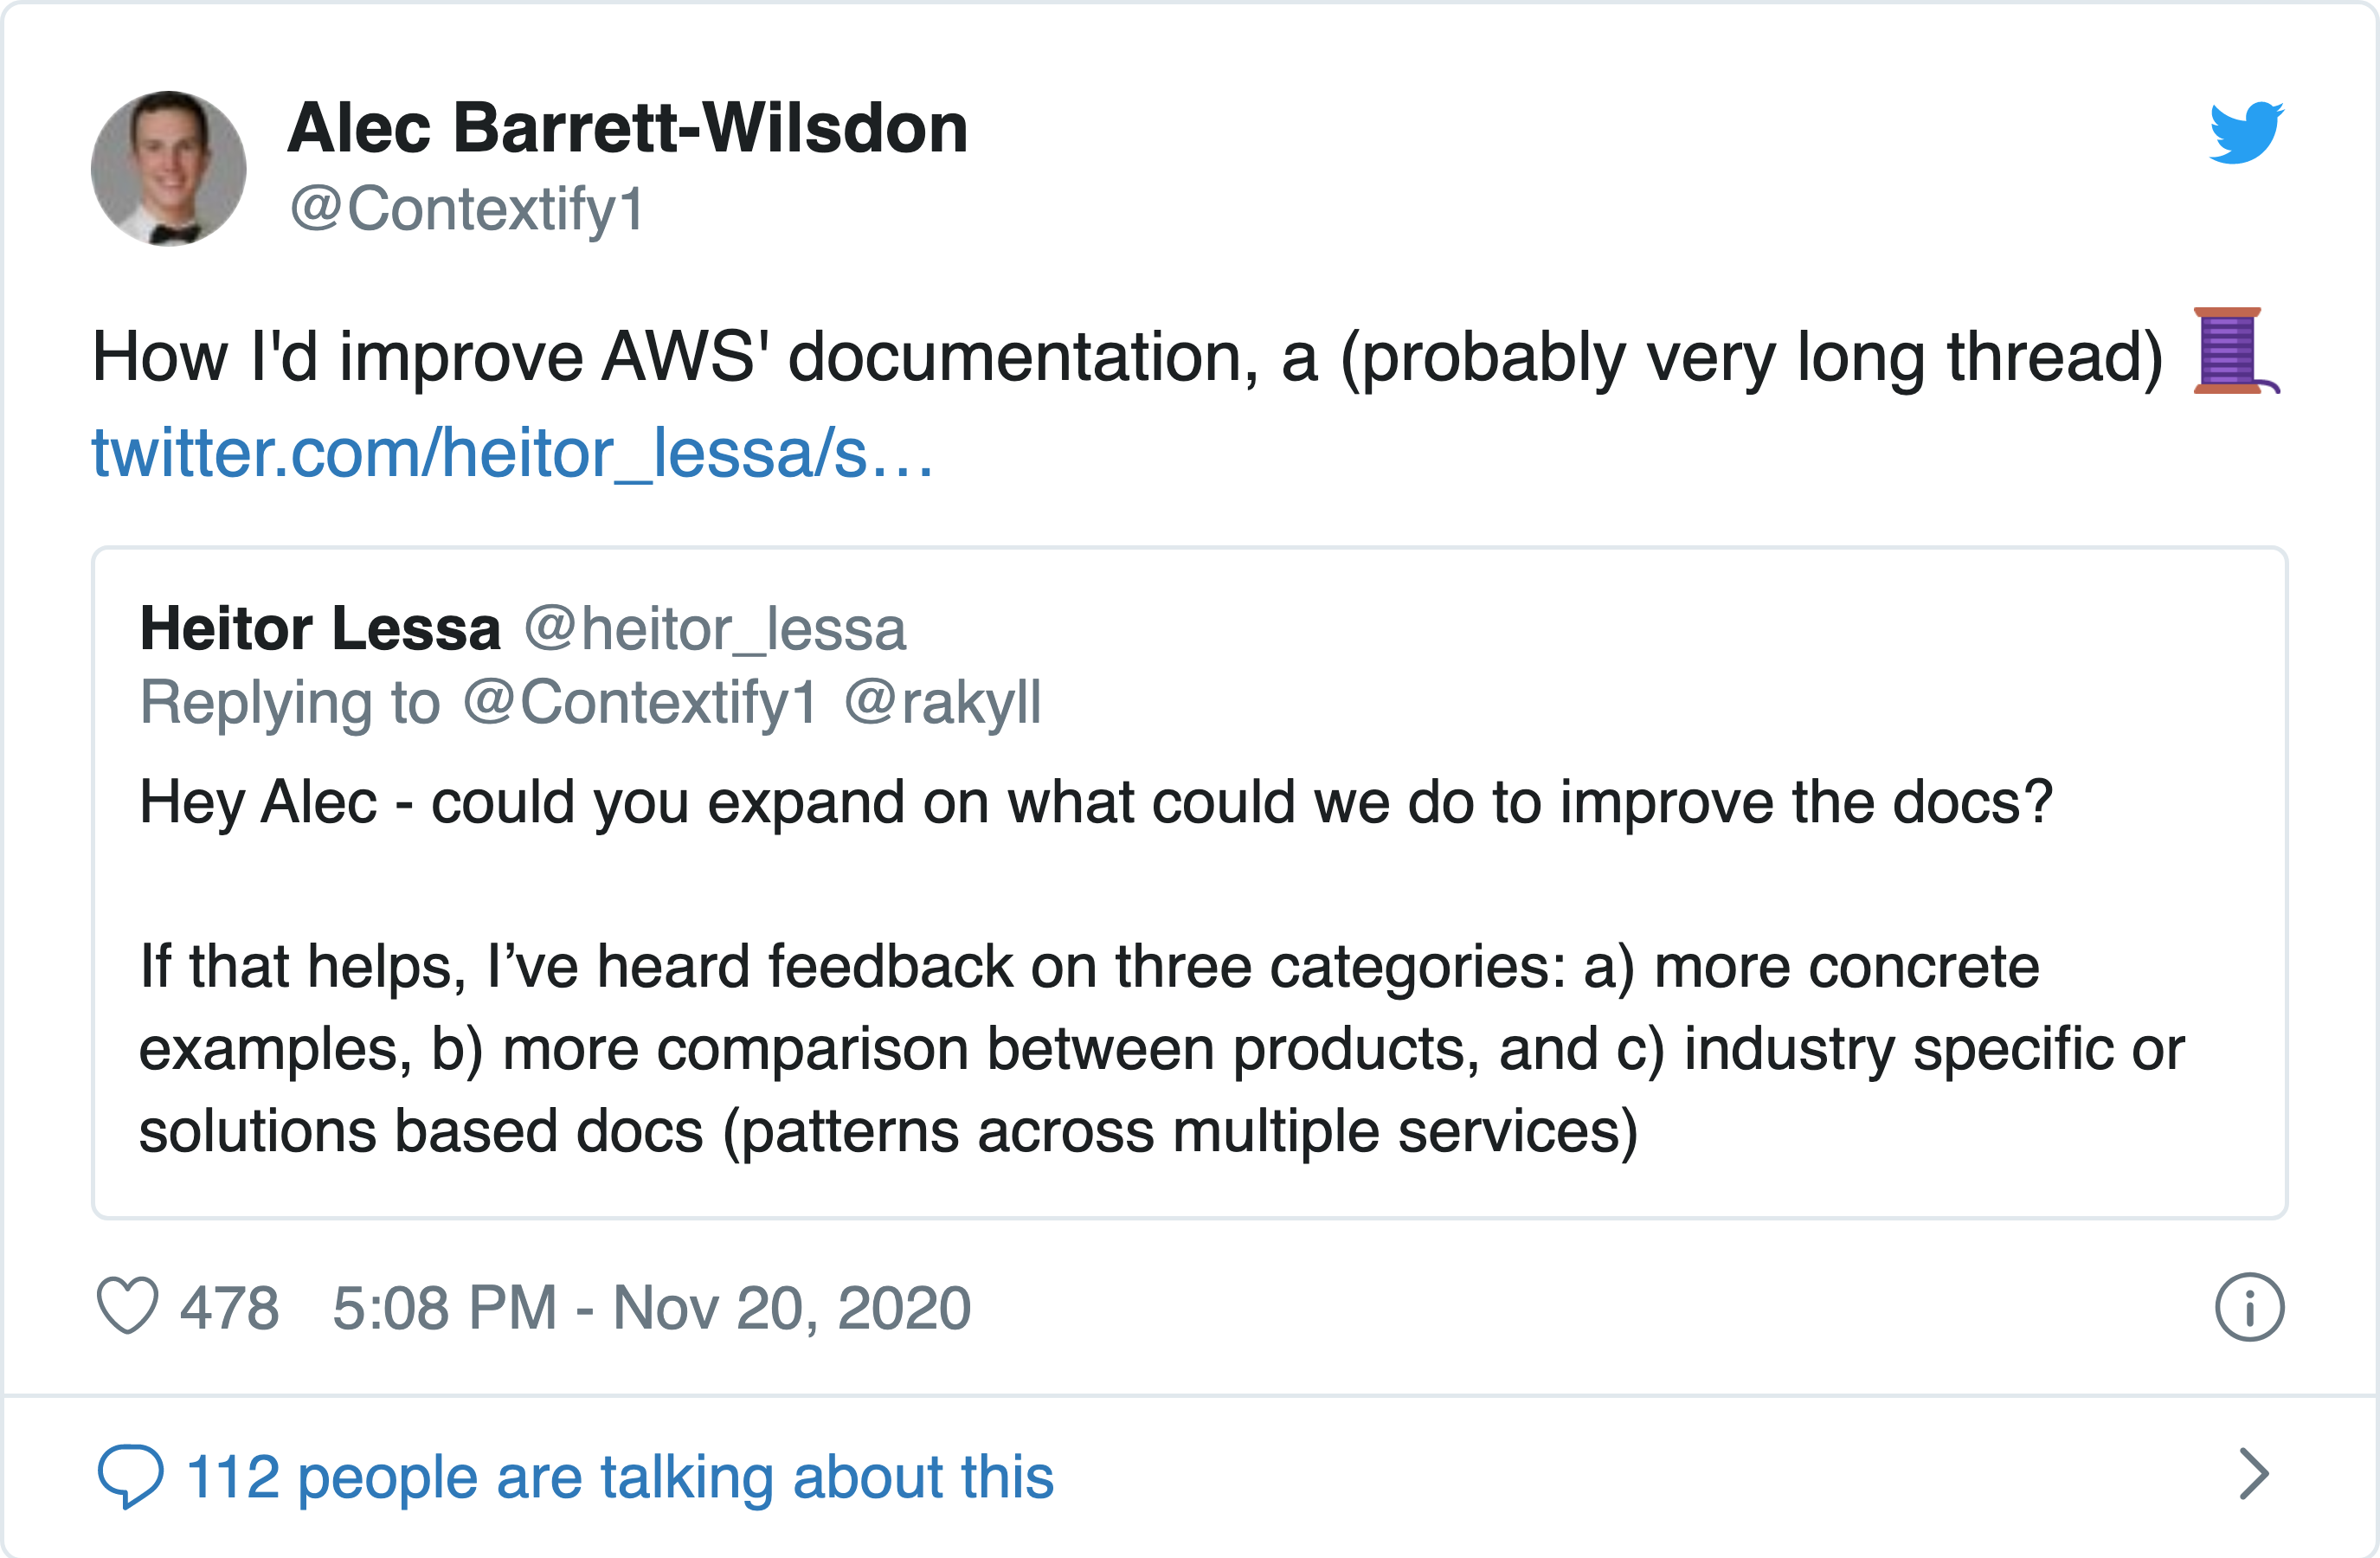 Alec Barrett-Wilsdon
@Contextify1
How I'd improve AWS' documentation, a (probably very long thread) 🧵
twitter.com/heitor_lessa/s…
Heitor Lessa @heitor_lessa
Replying to @Contextify1 @rakyll
Hey Alec - could you expand on what could we do to improve the docs?
If that helps, I’ve heard feedback on three categories: a) more concrete
examples, b) more comparison between products, and c) industry specific or
solutions based docs (patterns across multiple services)
478 5:08 PM - Nov 20, 2020
112 people are talking about this